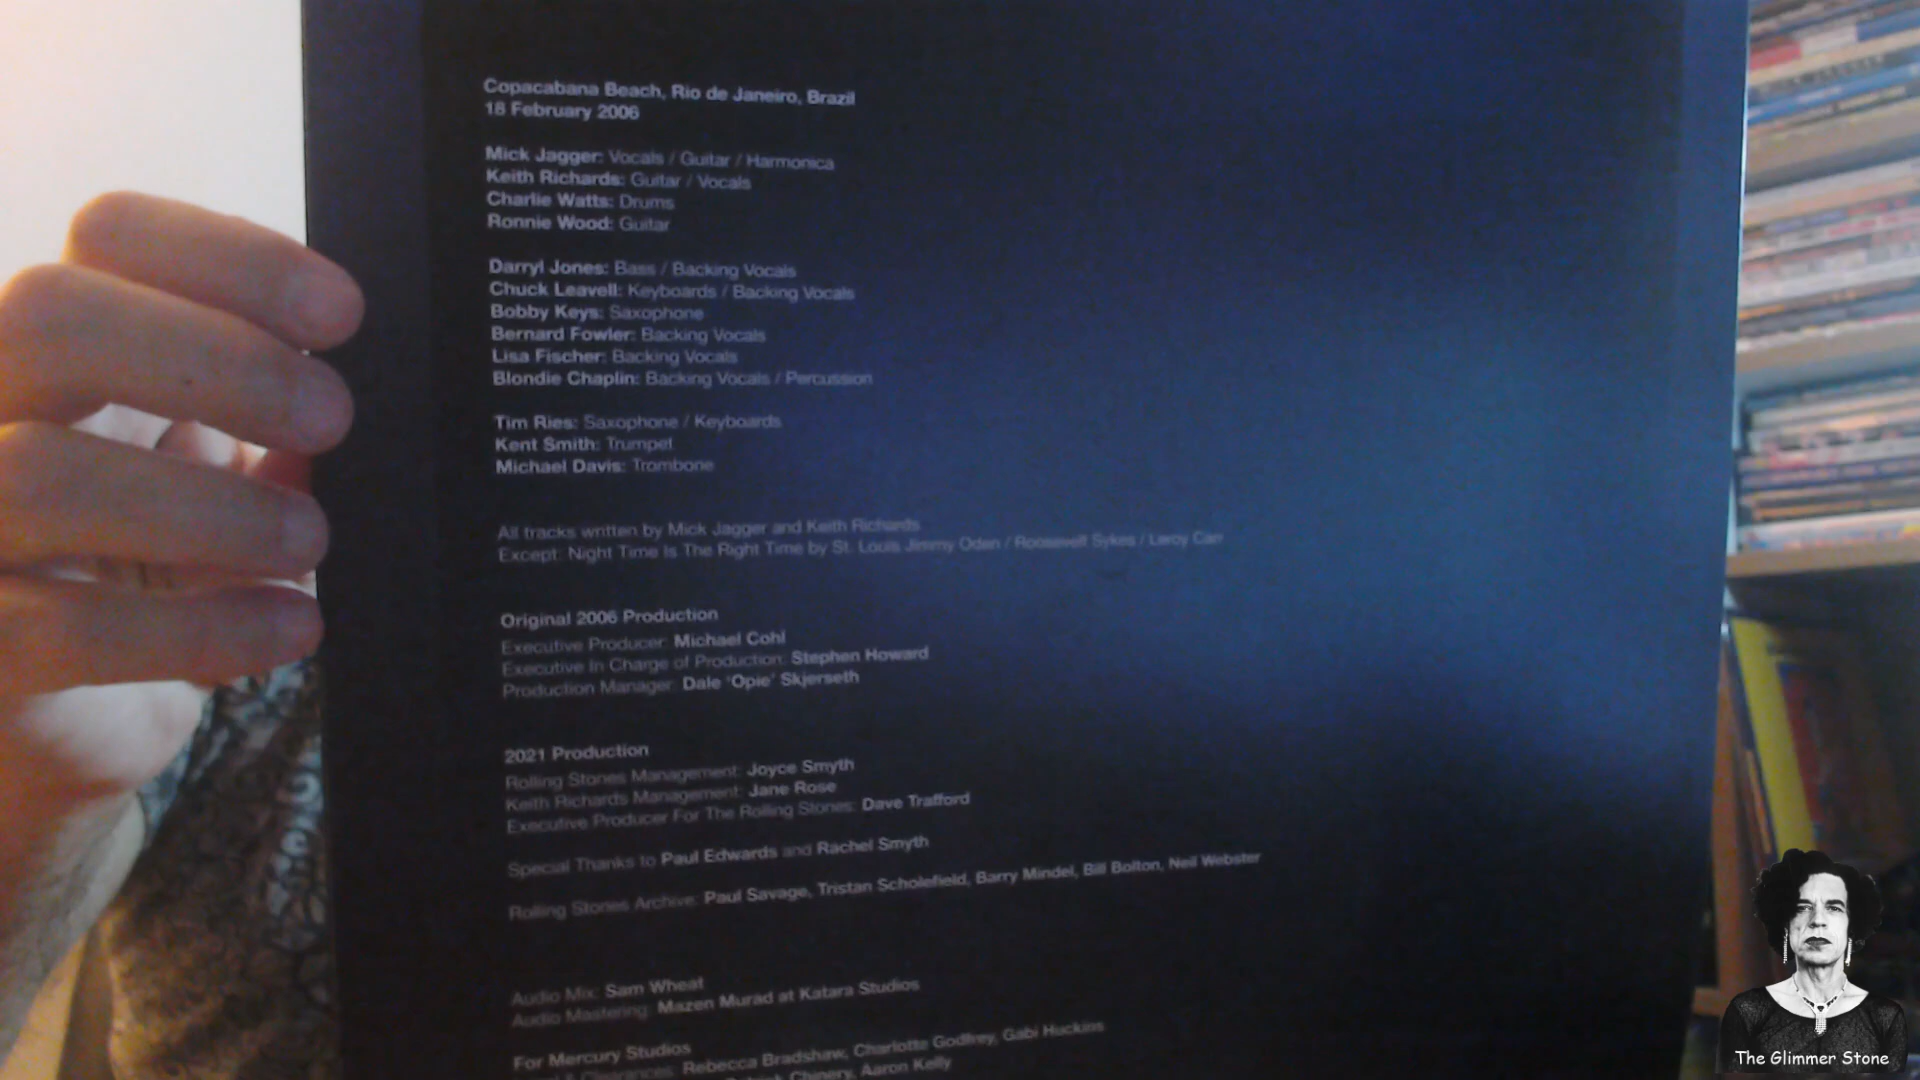 Copacabana Beach, Rio de Janeiro, Brazil
18 February 2006
Mick Jagger: Vocals / Guitar / Harmonica
Keith Richards: Guitar / Vocals
Charlie Watts: Drums
Ronnie Wood: Guitar
Darryl Jones: Bass / Backing Vocals
Chuck Leavell: Keyboards / Backing Vocals
Bobby Keys: Saxophone
Bernard Fowler: Backing Vocals
Lisa Fischer: Backing Vocals
Blondie Chaplin: Backing Vocals / Percussion
Tim Ries: Saxophone / Keyboards
Kent Smith: Trumpet
Michael Davis: Trombone
All tracks written by Mick Jagger and Keith Richards
Except: Night Time Is The Right Time by St. Louis Jimmy Oden / Roosevelt Sykes / Leroy Carr
Original 2006 Production
Executive Producer: Michael Cohl
Executive In Charge of Production: Stephen Howard
Production Manager: Dale 'Opie' Skjerseth
2021 Production
Rolling Stones Management: Joyce Smyth
Keith Richards Management: Jane Rose
Executive Producer For The Rolling Stones: Dave Trafford
Special Thanks to Paul Edwards and Rachel Smyth
Rolling Stones Archive: Paul Savage, Tristan Scholefield, Barry Mindel, Bill Bolton, Neil Webster
Audio Mix: Sam Wheat
Audio Mastering: Mazen Murad at Katara Studios
For Mercury Studios
Clearances: Rebecca Bradshaw, Charlotte Godfrey, Gabi Huckins
Chinery, Aaron Kelly
The Glimmer Stone